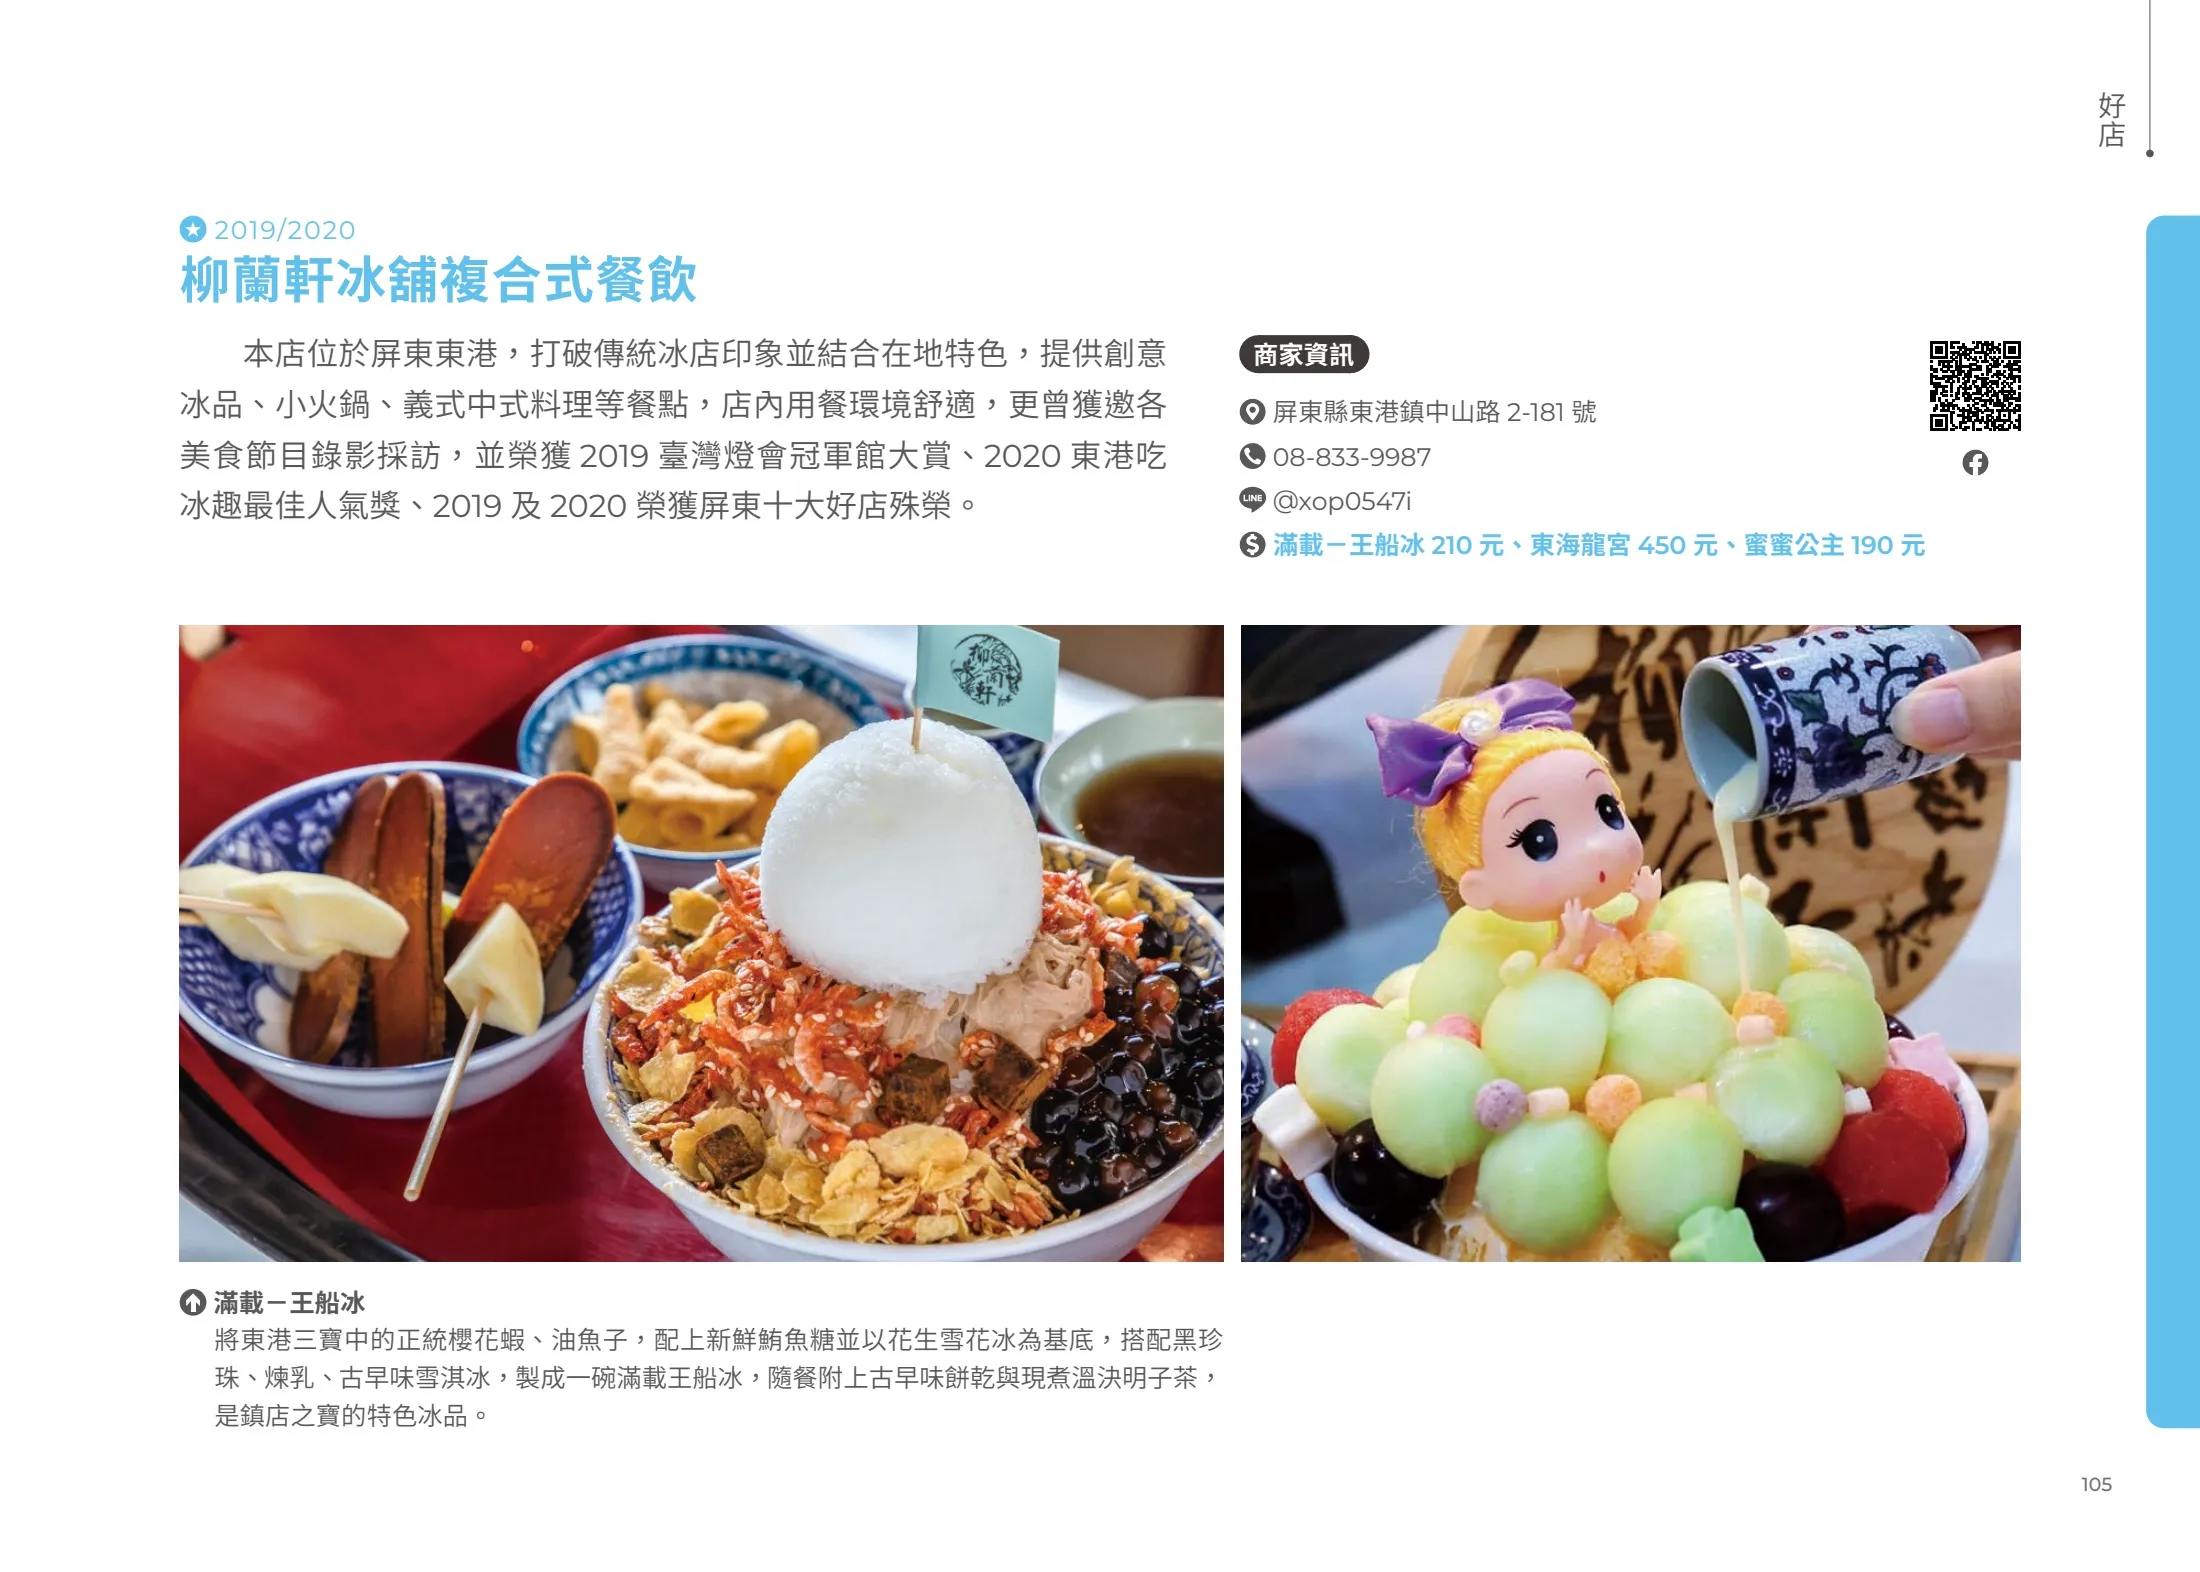 好店
2019/2020
柳蘭軒冰舖複合式餐飲
本店位於屏東東港，打破傳統冰店印象並結合在地特色，提供創意
冰品、小火鍋、義式中式料理等餐點，店內用餐環境舒適，更曾獲邀各
美食節目錄影採訪，並榮獲 2019 臺灣燈會冠軍館大賞、2020 東港吃
冰趣最佳人氣獎、2019 及 2020 榮獲屏東十大好店殊榮。
商家資訊
屏東縣東港鎮中山路 2-181 號
08-833-9987
LINE @xop0547i
滿載－王船冰 210 元、東海龍宮 450 元、蜜蜜公主 190 元
柳蘭軒
滿載－王船冰
將東港三寶中的正統櫻花蝦、油魚子，配上新鮮鮪魚糖並以花生雪花冰為基底，搭配黑珍
珠、煉乳、古早味雪淇冰，製成一碗滿載王船冰，隨餐附上古早味餅乾與現煮溫決明子茶，
是鎮店之寶的特色冰品。
105